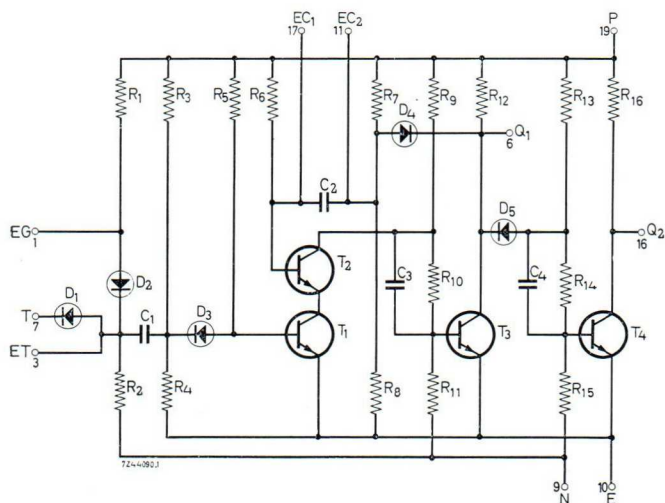 EC1 EC2 P
17 11 19
R1 R3 R5 R6 R7 R9 R12 R13 R16
D4
Q1
6
C2
EG
1
D5
Q2
16
T2
D2
C3
R10
C4
R14
T
7
D1
C1
D3
T1
T3
T4
ET
3
R2 R4 R8 R11 R15
7Z44090.1
9 10
N E